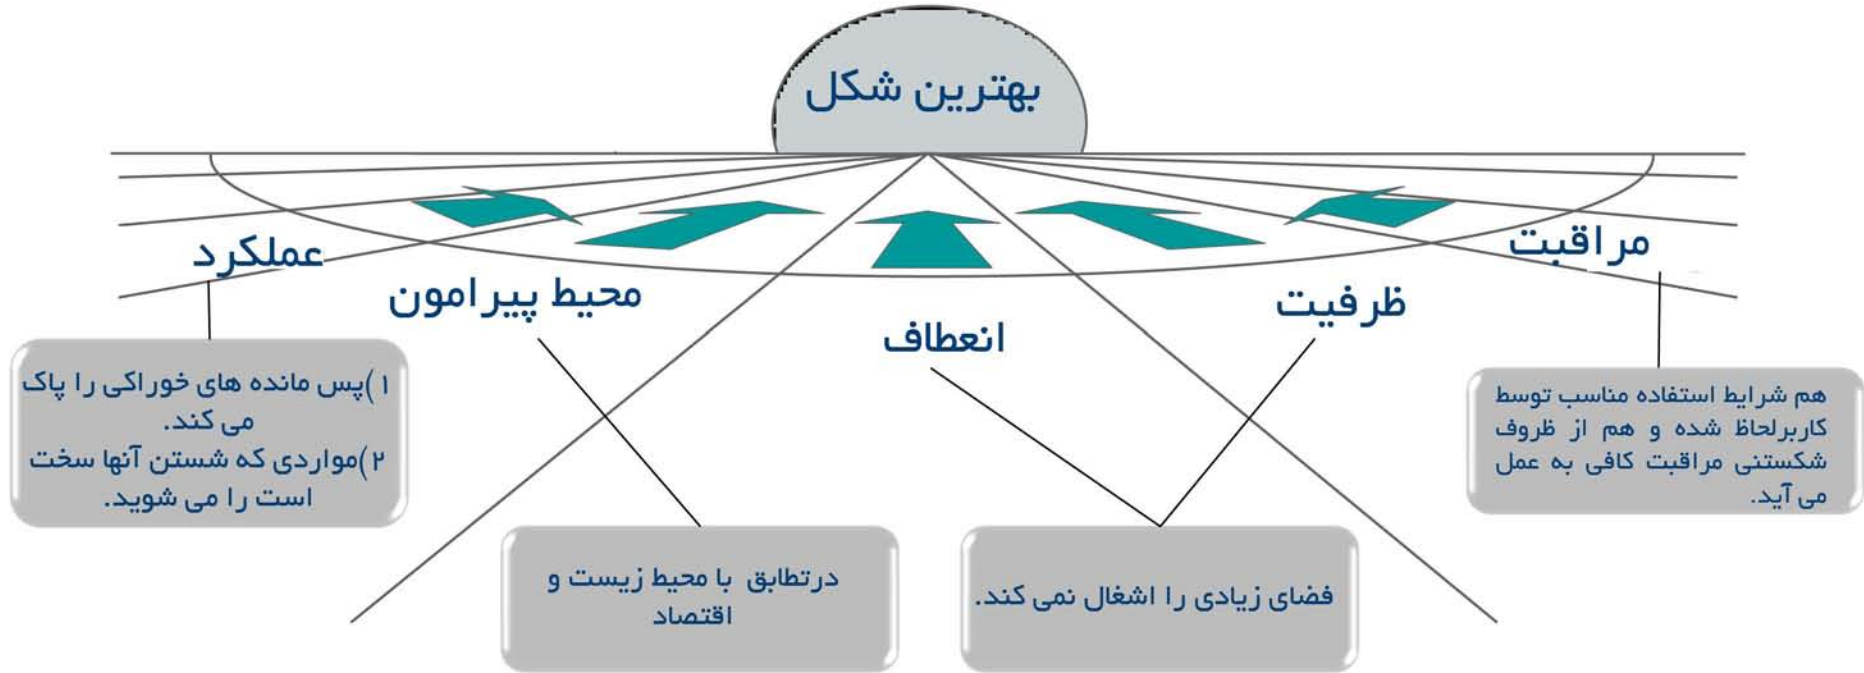 بهترین شکل
مراقبت
ظرفیت
انعطاف
محیط پیرامون
عملکرد
هم شرایط استفاده مناسب توسط
کاربرلحاظ شده و هم از ظروف
شکستنی مراقبت کافی به عمل
می آید.
فضای زیادی را اشغال نمی کند.
درتطابق با محیط زیست و
اقتصاد
۱)پس مانده های خوراکی را پاک
می کند.
۲)مواردی که شستن آنها سخت
است را می شوید.